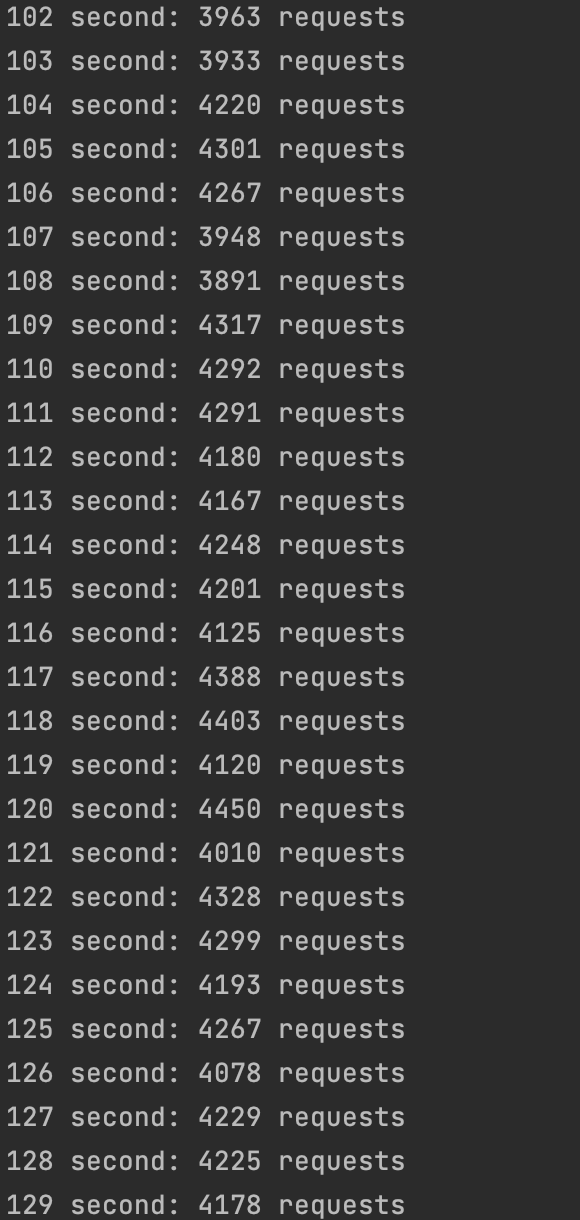 102 second: 3963 requests
103 second: 3933 requests
104 second: 4220 requests
105 second: 4301 requests
106 second: 4267 requests
107 second: 3948 requests
108 second: 3891 requests
109 second: 4317 requests
110 second: 4292 requests
111 second: 4291 requests
112 second: 4180 requests
113 second: 4167 requests
114 second: 4248 requests
115 second: 4201 requests
116 second: 4125 requests
117 second: 4388 requests
118 second: 4403 requests
119 second: 4120 requests
120 second: 4450 requests
121 second: 4010 requests
122 second: 4328 requests
123 second: 4299 requests
124 second: 4193 requests
125 second: 4267 requests
126 second: 4078 requests
127 second: 4229 requests
128 second: 4225 requests
129 second: 4178 requests